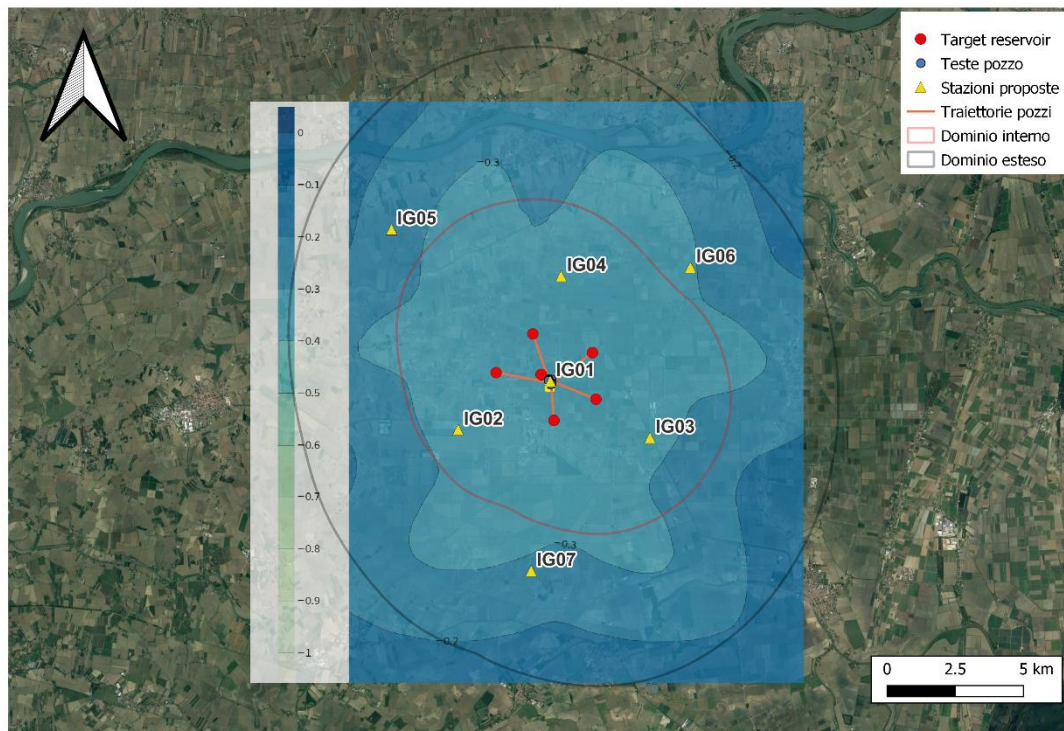 Target reservoir
Teste pozzo
Stazioni proposte
Traiettorie pozzi
Dominio interno
Dominio esteso
0
−0.1
−0.2
−0.3
−0.4
−0.5
−0.6
−0.7
−0.8
−0.9
−1
−0.3
IG05
IG04
IG06
IG01
IG02
IG03
−0.3
IG07
−0.2
0 2.5 5 km